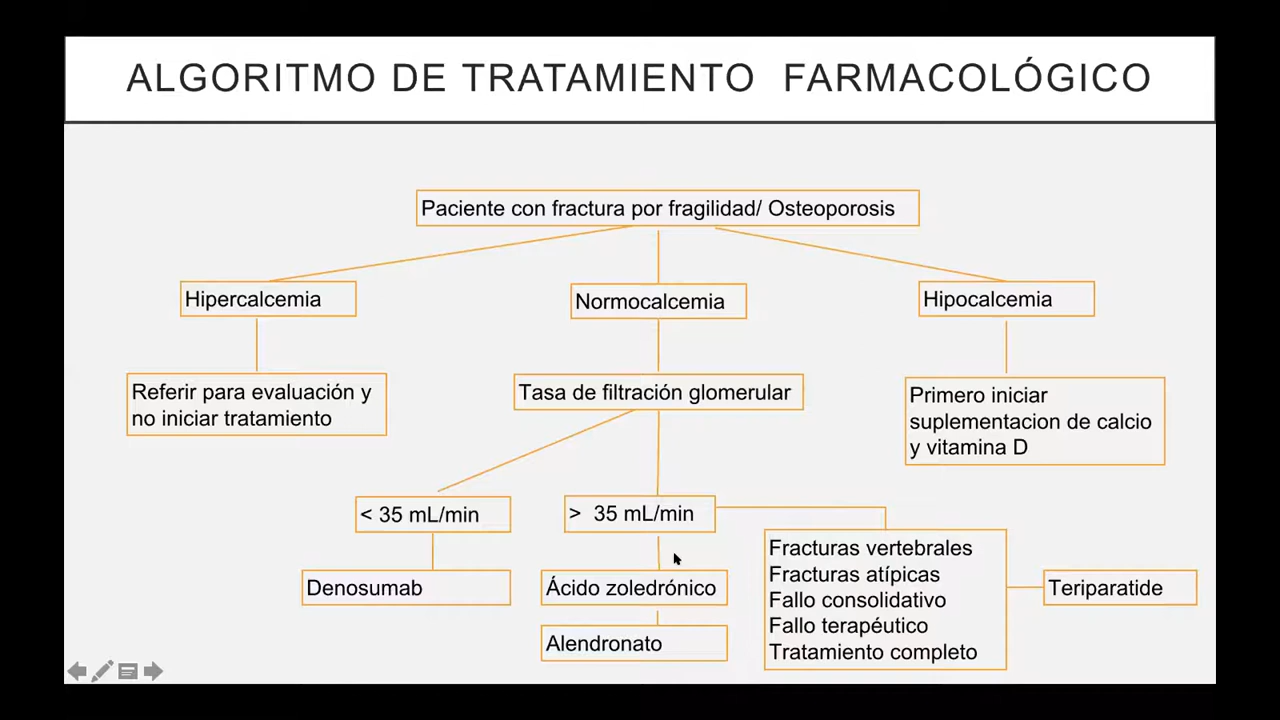 ALGORITMO DE TRATAMIENTO FARMACOLÓGICO
Paciente con fractura por fragilidad/ Osteoporosis
Hipercalcemia
Normocalcemia
Hipocalcemia
Referir para evaluación y
no iniciar tratamiento
Tasa de filtración glomerular
Primero iniciar
suplementacion de calcio
y vitamina D
< 35 mL/min
> 35 mL/min
Fracturas vertebrales
Fracturas atípicas
Fallo consolidativo
Fallo terapéutico
Tratamiento completo
Denosumab
Ácido zoledrónico
Teriparatide
Alendronato